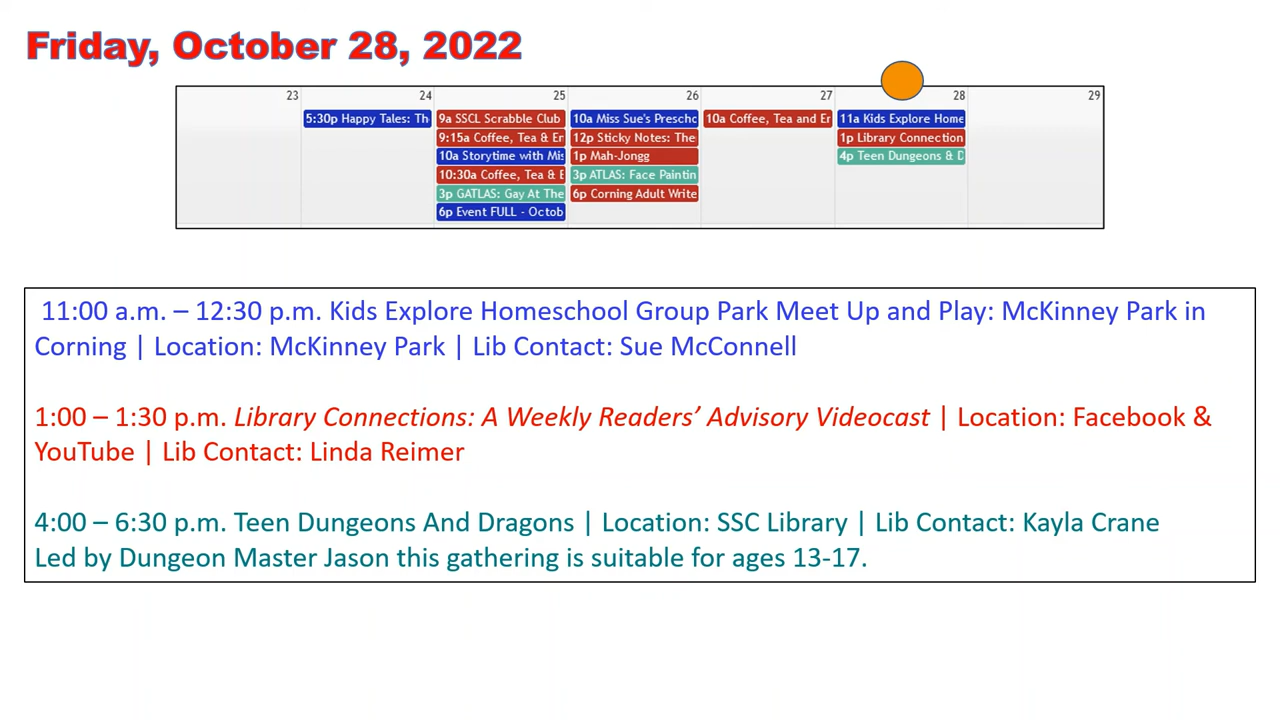 Friday, October 28, 2022
23 24 25 26 27 28 29
5:30p Happy Tales: Th
9a SSCL Scrabble Club
9:15a Coffee, Tea & Er
10a Storytime with Mis
10:30a Coffee, Tea & E
3p GATLAS: Gay At The
6p Event FULL - Octob
10a Miss Sue's Prescho
12p Sticky Notes: The
1p Mah-Jongg
3p ATLAS: Face Paintin
6p Corning Adult Write
10a Coffee, Tea and Er
11a Kids Explore Home
1p Library Connection
4p Teen Dungeons & D
11:00 a.m. – 12:30 p.m. Kids Explore Homeschool Group Park Meet Up and Play: McKinney Park in
Corning | Location: McKinney Park | Lib Contact: Sue McConnell
1:00 – 1:30 p.m. Library Connections: A Weekly Readers’ Advisory Videocast | Location: Facebook &
YouTube | Lib Contact: Linda Reimer
4:00 – 6:30 p.m. Teen Dungeons And Dragons | Location: SSC Library | Lib Contact: Kayla Crane
Led by Dungeon Master Jason this gathering is suitable for ages 13-17.